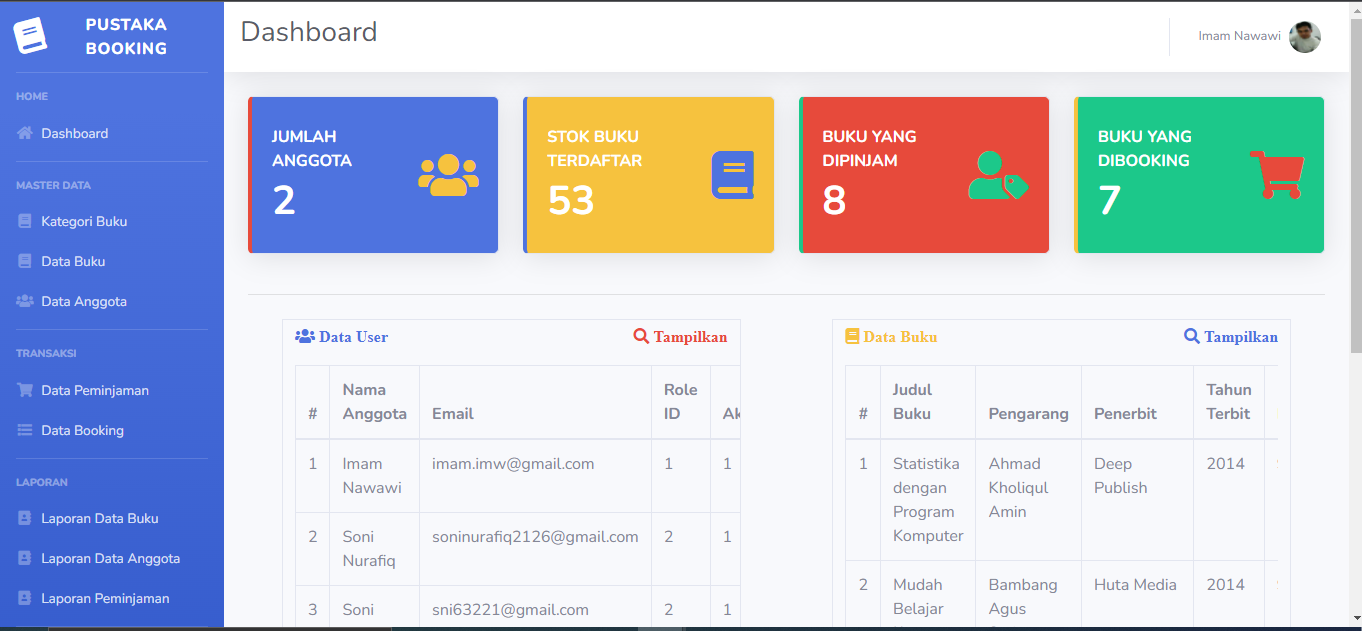 PUSTAKA
BOOKING
HOME
Dashboard
MASTER DATA
Kategori Buku
Data Buku
Data Anggota
TRANSAKSI
Data Peminjaman
Data Booking
LAPORAN
Laporan Data Buku
Laporan Data Anggota
Laporan Peminjaman
Dashboard
Imam Nawawi
JUMLAH
ANGGOTA
2
STOK BUKU
TERDAFTAR
53
BUKU YANG
DIPINJAM
8
BUKU YANG
DIBOOKING
7
Data User Tampilkan
# Nama Anggota Email Role ID
1 Imam Nawawi imam.imw@gmail.com 1 1
2 Soni Nurafiq soninurafiq2126@gmail.com 2 1
3 Soni sni63221@gmail.com 2 1
Data Buku Tampilkan
# Judul Buku Pengarang Penerbit Tahun Terbit
1 Statistika dengan Program Komputer Ahmad Kholiqul Amin Deep Publish 2014
2 Mudah Belajar Bambang Agus Huta Media 2014